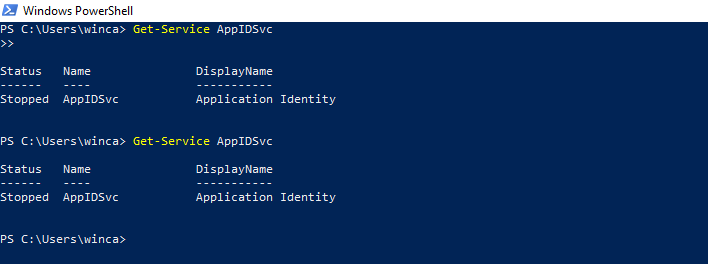 Windows PowerShell
PS C:\Users\winca> Get-Service AppIDSvc
>>
Status   Name               DisplayName
------   ----               -----------
Stopped  AppIDSvc           Application Identity
PS C:\Users\winca> Get-Service AppIDSvc
Status   Name               DisplayName
------   ----               -----------
Stopped  AppIDSvc           Application Identity
PS C:\Users\winca>